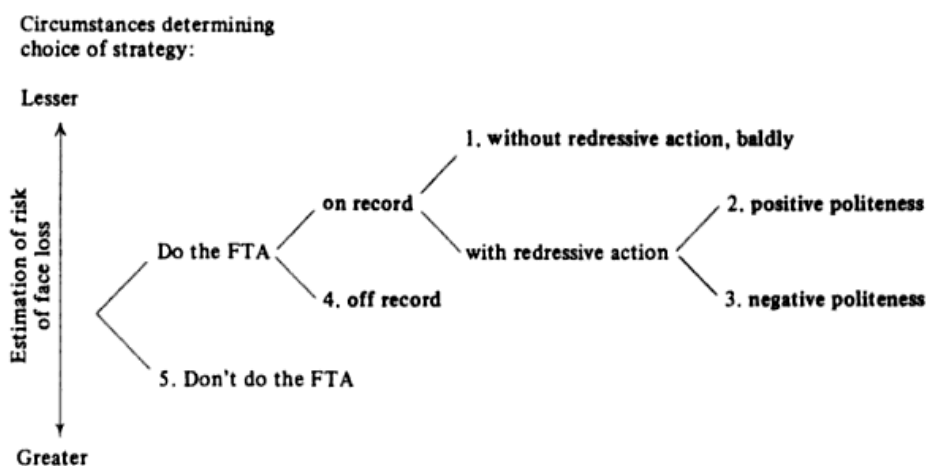 Circumstances determining
choice of strategy:
Lesser
1. without redressive action, baldly
on record
2. positive politeness
Do the FTA
with redressive action
4. off record
3. negative politeness
5. Don't do the FTA
Estimation of risk
of face loss
Greater